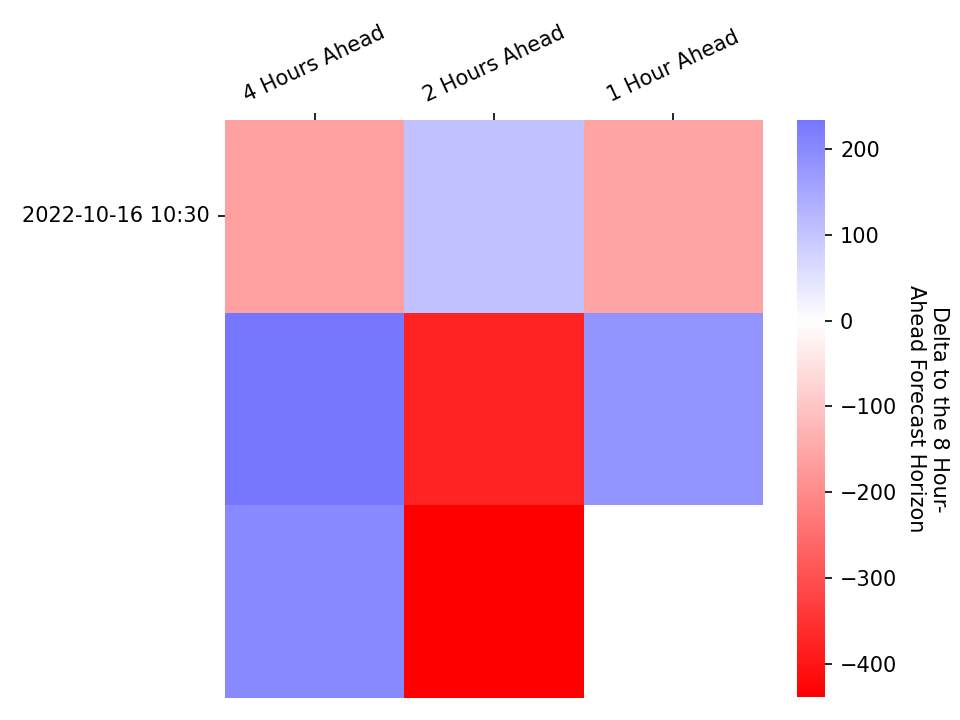 4 Hours Ahead
2 Hours Ahead
1 Hour Ahead
2022-10-16 10:30
200
100
0
−100
−200
−300
−400
Delta to the 8 Hour-
Ahead Forecast Horizon